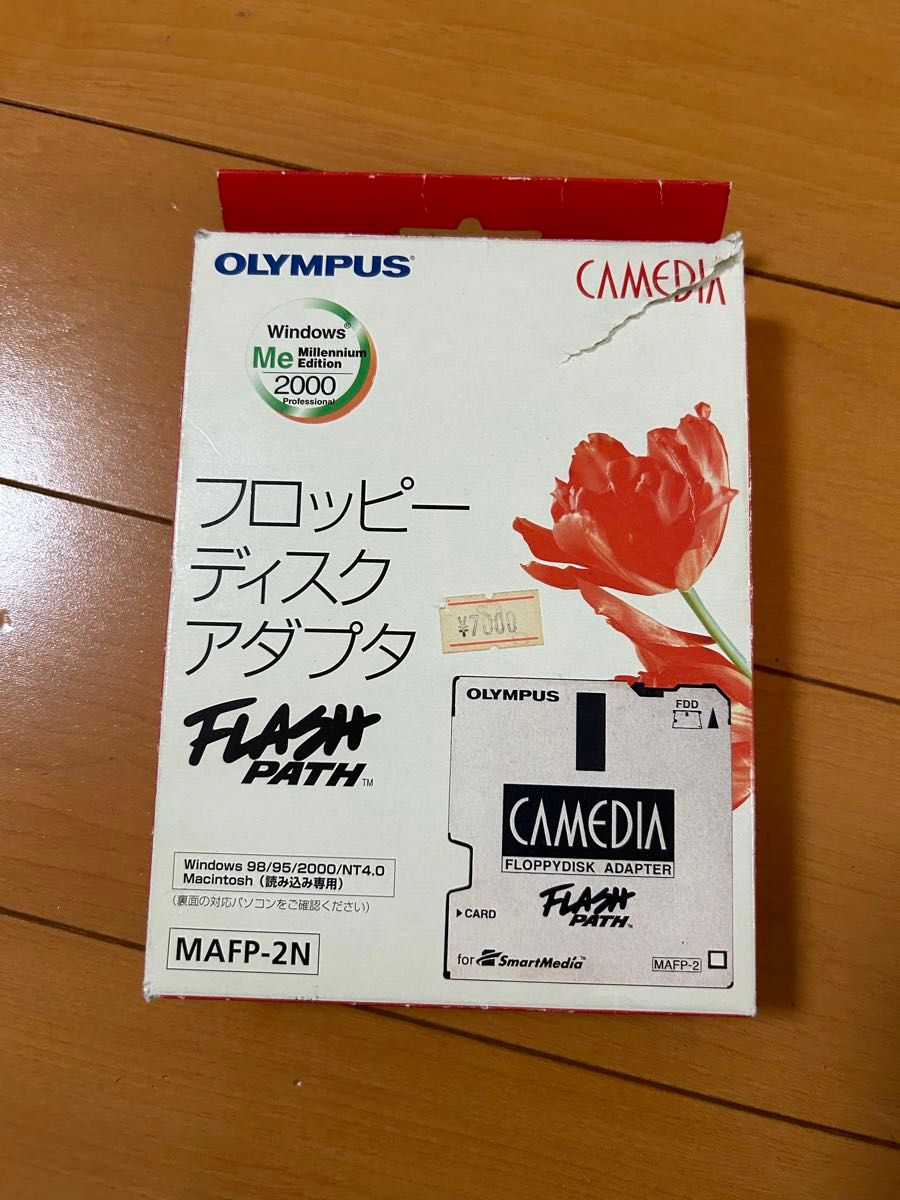 OLYMPUS®
CAMEDIA
Windows®
Me Millennium Edition
2000
Professional
フロッピー
ディスク
アダプタ
¥7000
FLASH
PATH™
OLYMPUS
FDD
CAMEDIA
FLOPPYDISK ADAPTER
FLASH
PATH™
▶CARD
for SmartMedia™
MAFP-2
Windows 98/95/2000/NT4.0
Macintosh（読み込み専用）
（裏面の対応パソコンをご確認ください）
MAFP-2N